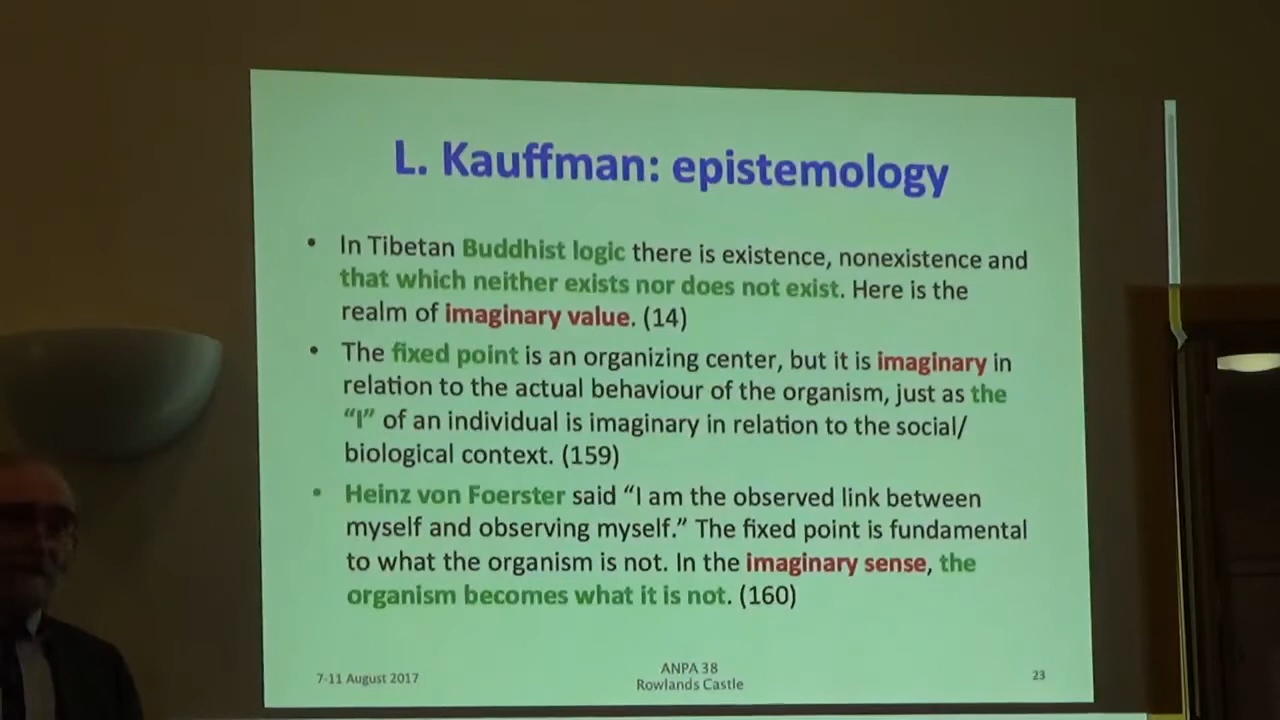 L. Kauffman: epistemology
• In Tibetan Buddhist logic there is existence, nonexistence and
that which neither exists nor does not exist. Here is the
realm of imaginary value. (14)
• The fixed point is an organizing center, but it is imaginary in
relation to the actual behaviour of the organism, just as the
“I” of an individual is imaginary in relation to the social/
biological context. (159)
• Heinz von Foerster said “I am the observed link between
myself and observing myself.” The fixed point is fundamental
to what the organism is not. In the imaginary sense, the
organism becomes what it is not. (160)
7-11 August 2017
ANPA 38
Rowlands Castle
23